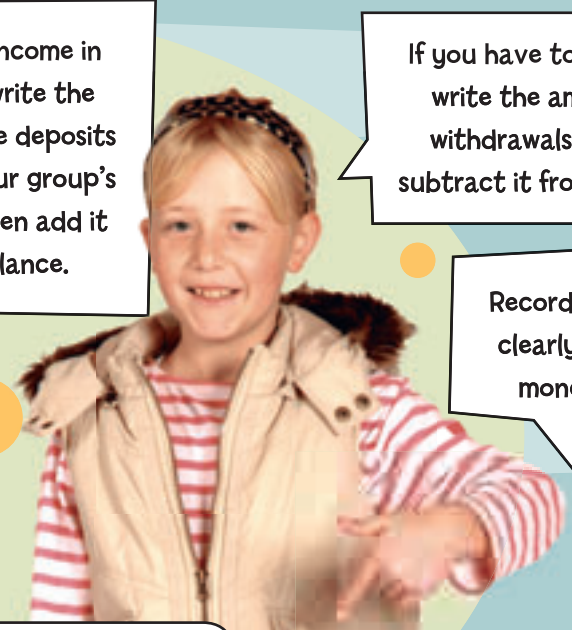 ncome in
write the
e deposits
ur group's
en add it
lance.
If you have to
write the am
withdrawals
subtract it fro
Record
clearly
mone